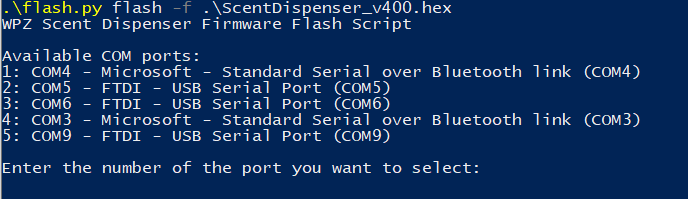 .\flash.py flash -f .\ScentDispenser_v400.hex
WPZ Scent Dispenser Firmware Flash Script
Available COM ports:
1: COM4 - Microsoft - Standard Serial over Bluetooth link (COM4)
2: COM5 - FTDI - USB Serial Port (COM5)
3: COM6 - FTDI - USB Serial Port (COM6)
4: COM3 - Microsoft - Standard Serial over Bluetooth link (COM3)
5: COM9 - FTDI - USB Serial Port (COM9)
Enter the number of the port you want to select: